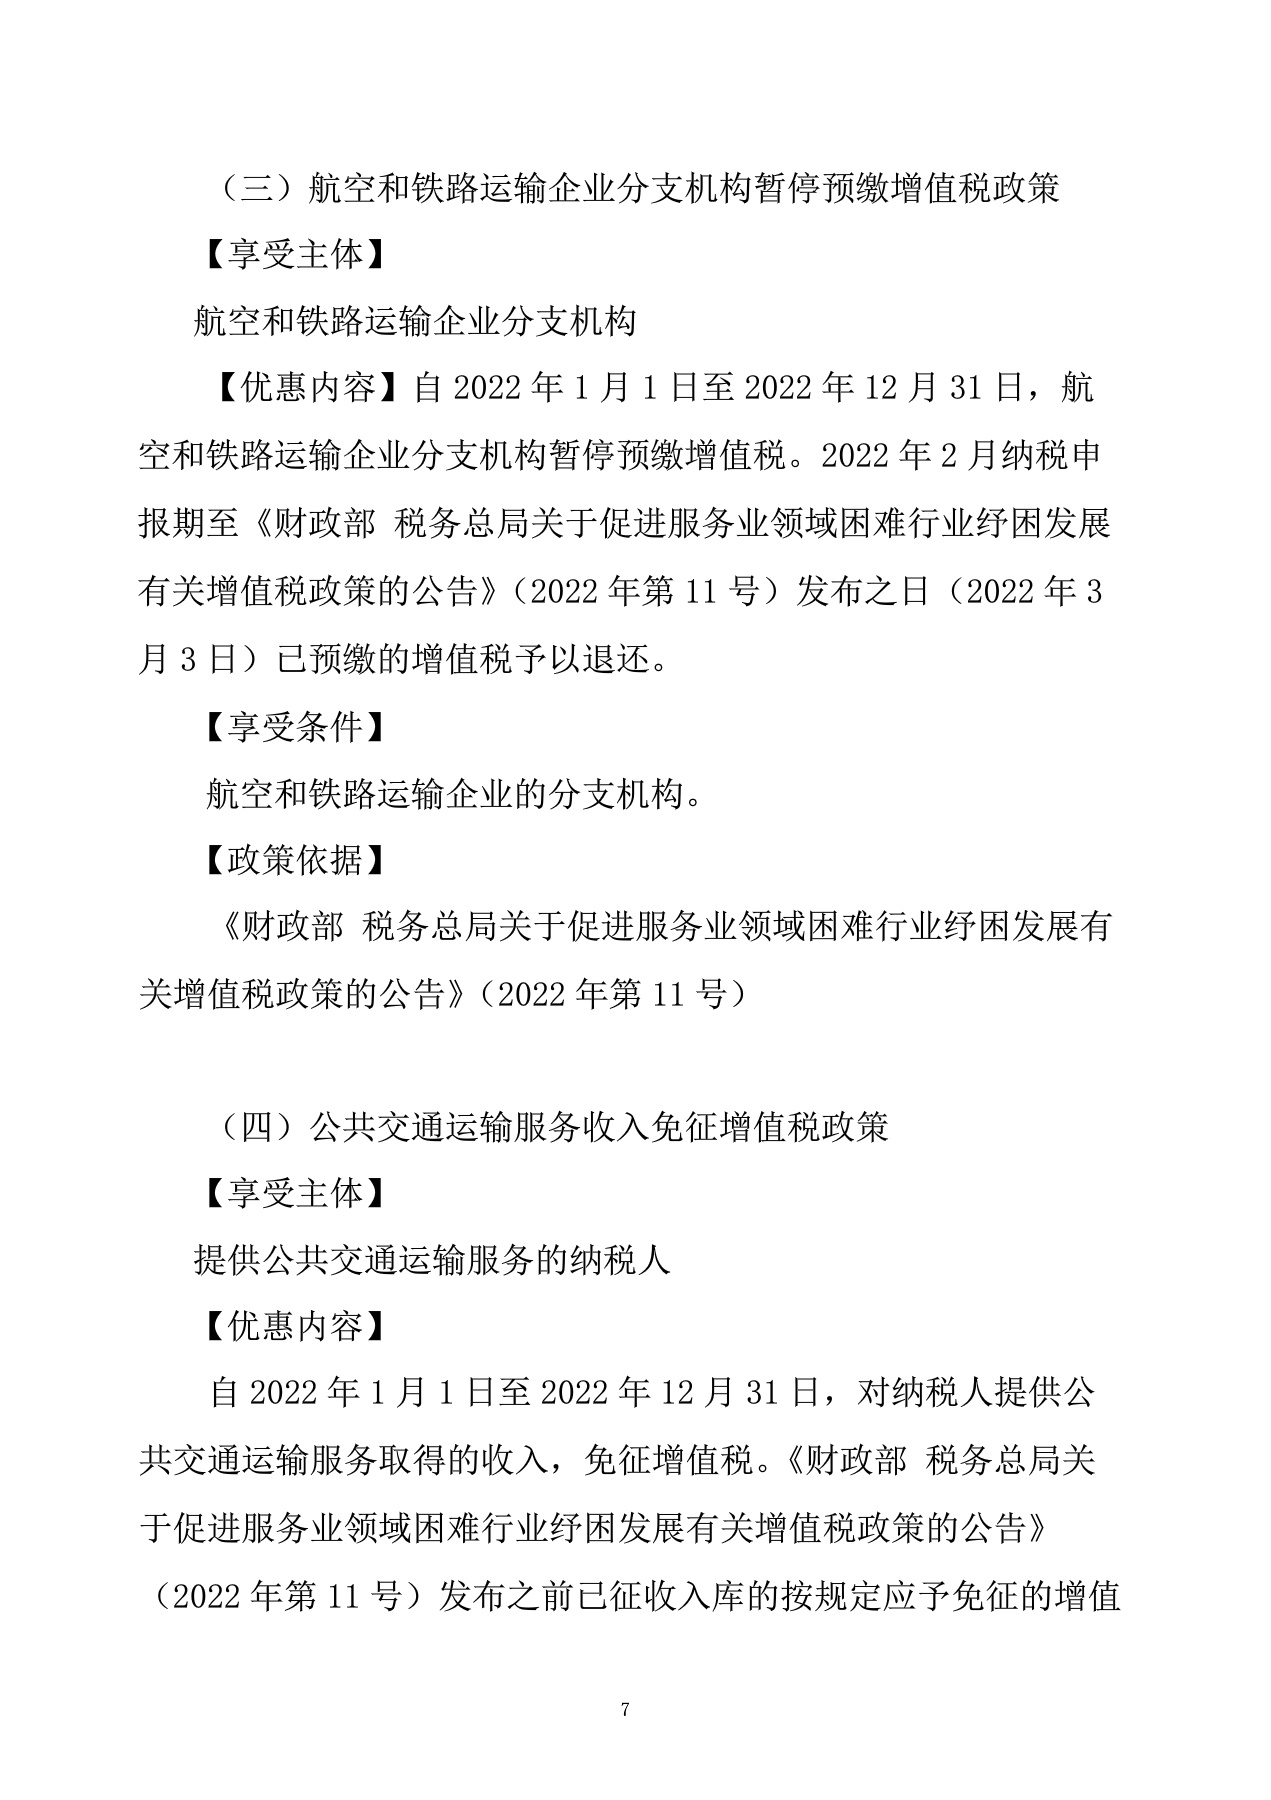 （三）航空和铁路运输企业分支机构暂停预缴增值税政策
【享受主体】
航空和铁路运输企业分支机构
【优惠内容】自 2022 年 1 月 1 日至 2022 年 12 月 31 日，航
空和铁路运输企业分支机构暂停预缴增值税。2022 年 2 月纳税申
报期至《财政部 税务总局关于促进服务业领域困难行业纾困发展
有关增值税政策的公告》（2022 年第 11 号）发布之日（2022 年 3
月 3 日）已预缴的增值税予以退还。
【享受条件】
航空和铁路运输企业的分支机构。
【政策依据】
《财政部 税务总局关于促进服务业领域困难行业纾困发展有
关增值税政策的公告》（2022 年第 11 号）
（四）公共交通运输服务收入免征增值税政策
【享受主体】
提供公共交通运输服务的纳税人
【优惠内容】
自 2022 年 1 月 1 日至 2022 年 12 月 31 日，对纳税人提供公
共交通运输服务取得的收入，免征增值税。《财政部 税务总局关
于促进服务业领域困难行业纾困发展有关增值税政策的公告》
（2022 年第 11 号）发布之前已征收入库的按规定应予免征的增值
7